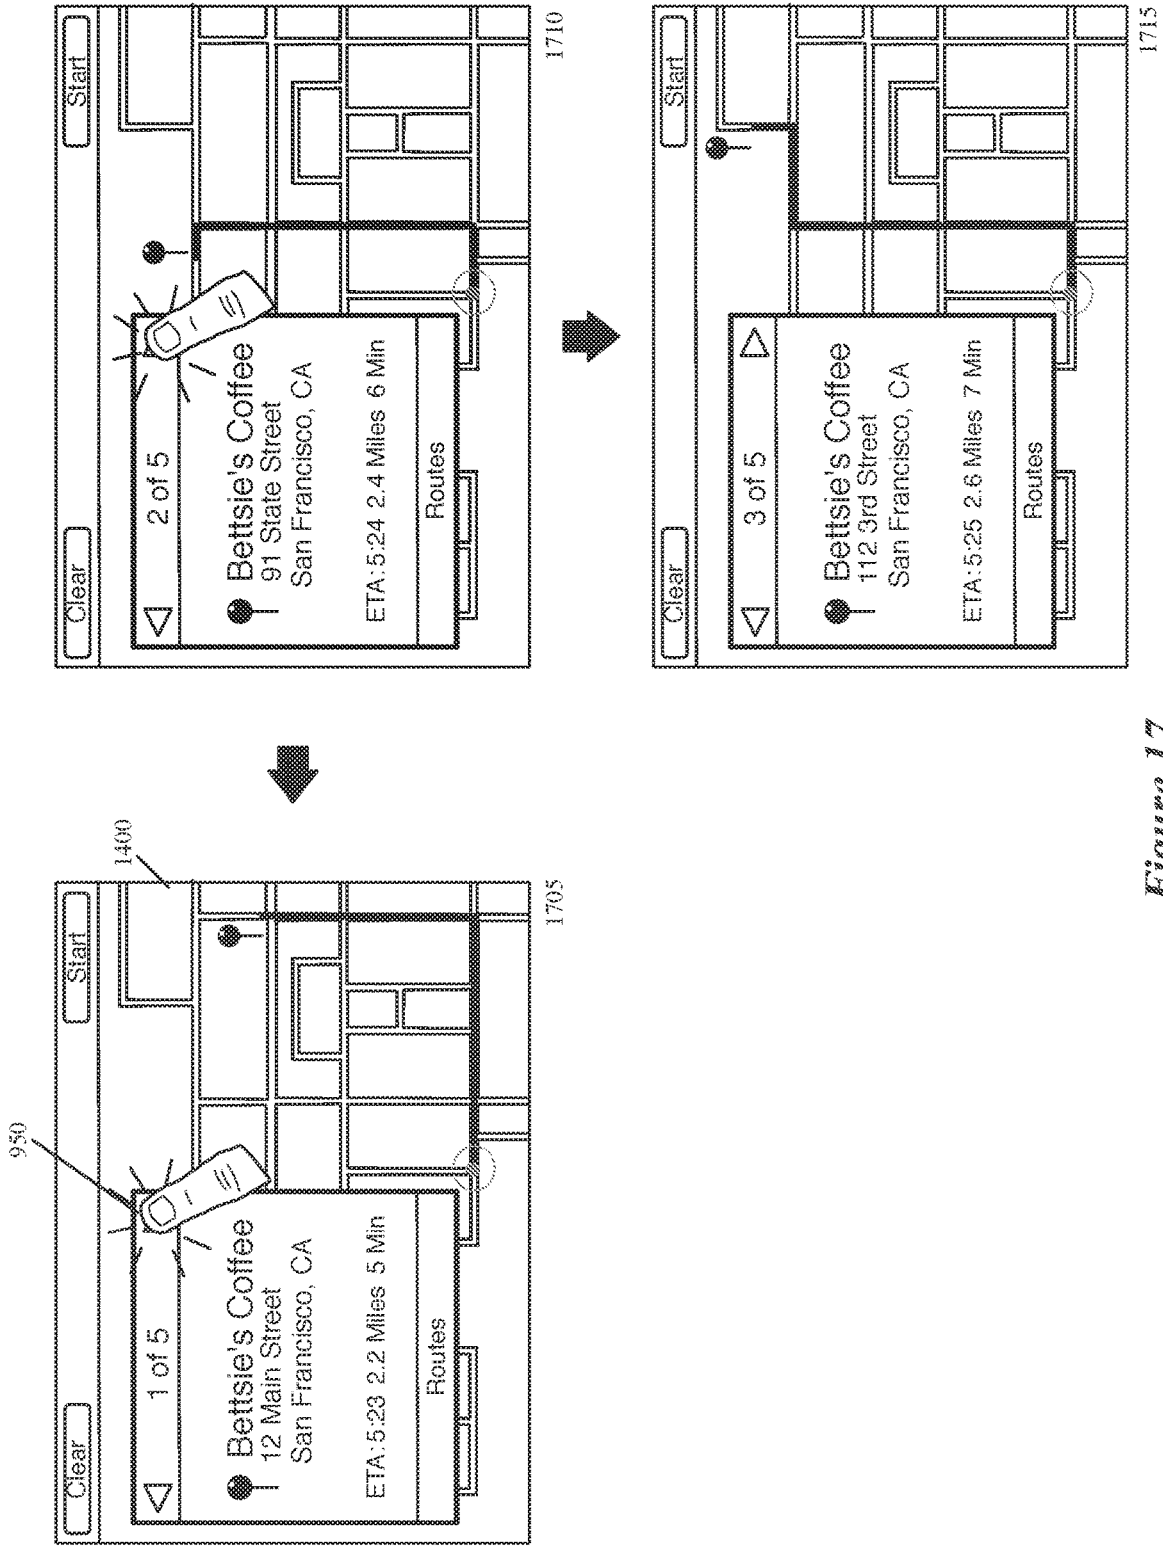 950
1400
Clear
Start
1 of 5
Bettsie's Coffee
12 Main Street
San Francisco, CA
ETA: 5:23 2.2 Miles 5 Min
Routes
1705
Clear
Start
2 of 5
Bettsie's Coffee
91 State Street
San Francisco, CA
ETA: 5:24 2.4 Miles 6 Min
Routes
1710
Clear
Start
3 of 5
Bettsie's Coffee
112 3rd Street
San Francisco, CA
ETA: 5:25 2.6 Miles 7 Min
Routes
1715
Figure 17